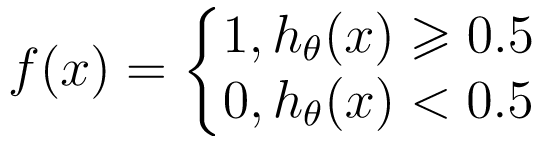 f(x) = { 1, h_θ(x) ⩾ 0.5
0, h_θ(x) < 0.5